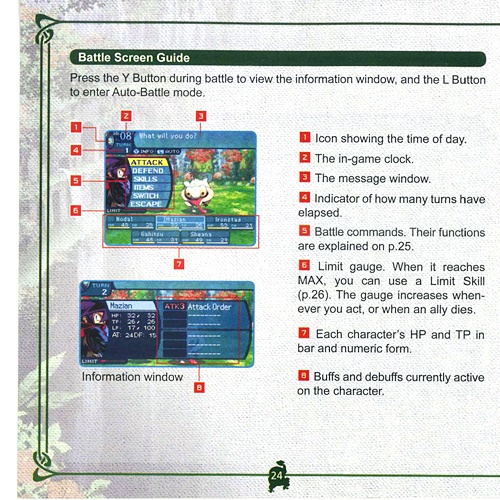 Battle Screen Guide
Press the Y Button during battle to view the information window, and the L Button
to enter Auto-Battle mode.
2 3
08 What will you do?
1
TURN
4 1 INFO AUTO
ATTACK
DEFEND
5 SKILLS
ITEMS
SWITCH
6 ESCAPE
LIMIT
7
1 Icon showing the time of day.
2 The in-game clock.
3 The message window.
4 Indicator of how many turns have
elapsed.
5 Battle commands. Their functions
are explained on p.25.
6 Limit gauge. When it reaches
MAX, you can use a Limit Skill
(p.26). The gauge increases when-
ever you act, or when an ally dies.
7 Each character's HP and TP in
bar and numeric form.
8 Buffs and debuffs currently active
on the character.
TURN
2
Mazian ATK3 Attack Order
HP: 32/ 32
TP: 26/ 26
LF: 17/ 100
AT: 24 DF: 15
LIMIT
Information window
8
24